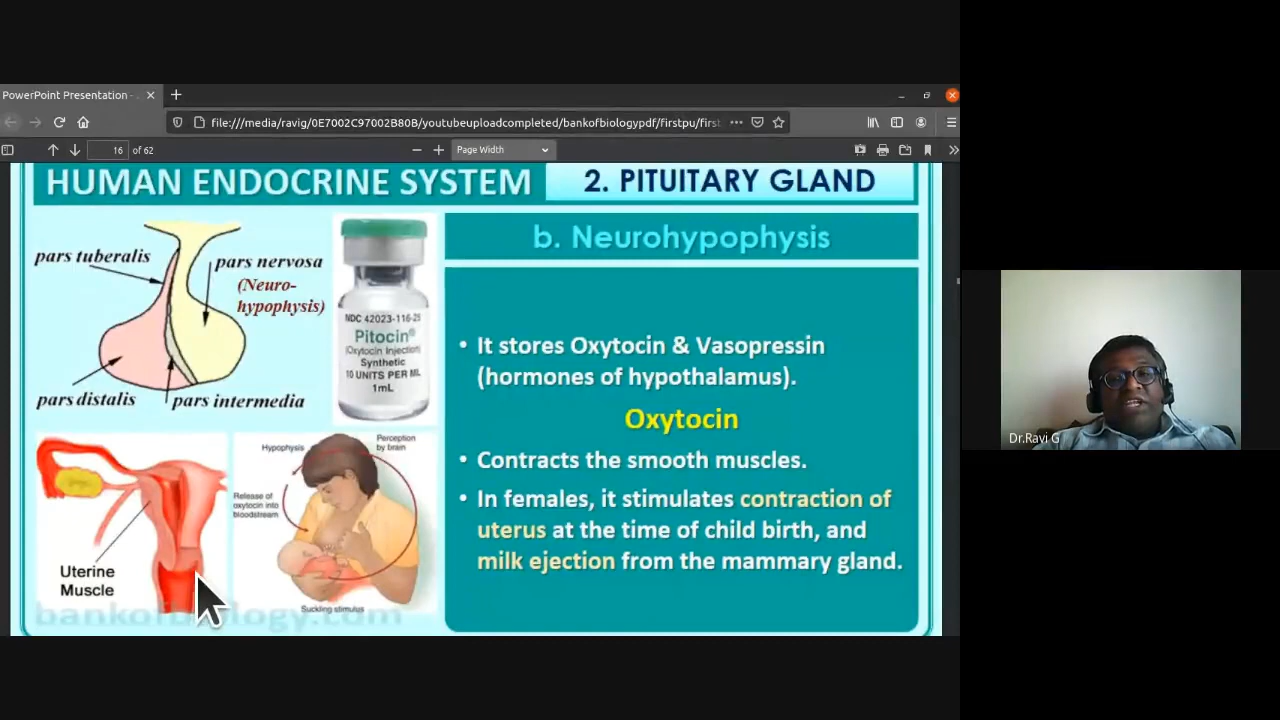 PowerPoint Presentation -
file:///media/ravig/0E7002C97002B80B/youtubeuploadcompleted/bankofbiologypdf/firstpu/first
16 of 62
Page Width
HUMAN ENDOCRINE SYSTEM
2. PITUITARY GLAND
pars tuberalis
pars nervosa
(Neuro-
hypophysis)
pars distalis
pars intermedia
NDC 42023-116-25
Pitocin®
(Oxytocin Injection)
Synthetic
10 UNITS PER ML
1mL
b. Neurohypophysis
• It stores Oxytocin & Vasopressin
(hormones of hypothalamus).
Oxytocin
• Contracts the smooth muscles.
• In females, it stimulates contraction of
uterus at the time of child birth, and
milk ejection from the mammary gland.
Uterine
Muscle
Hypophysis
Perception
by brain
Release of
oxytocin into
bloodstream
Suckling stimulus
bankofbiology.com
Dr.Ravi G